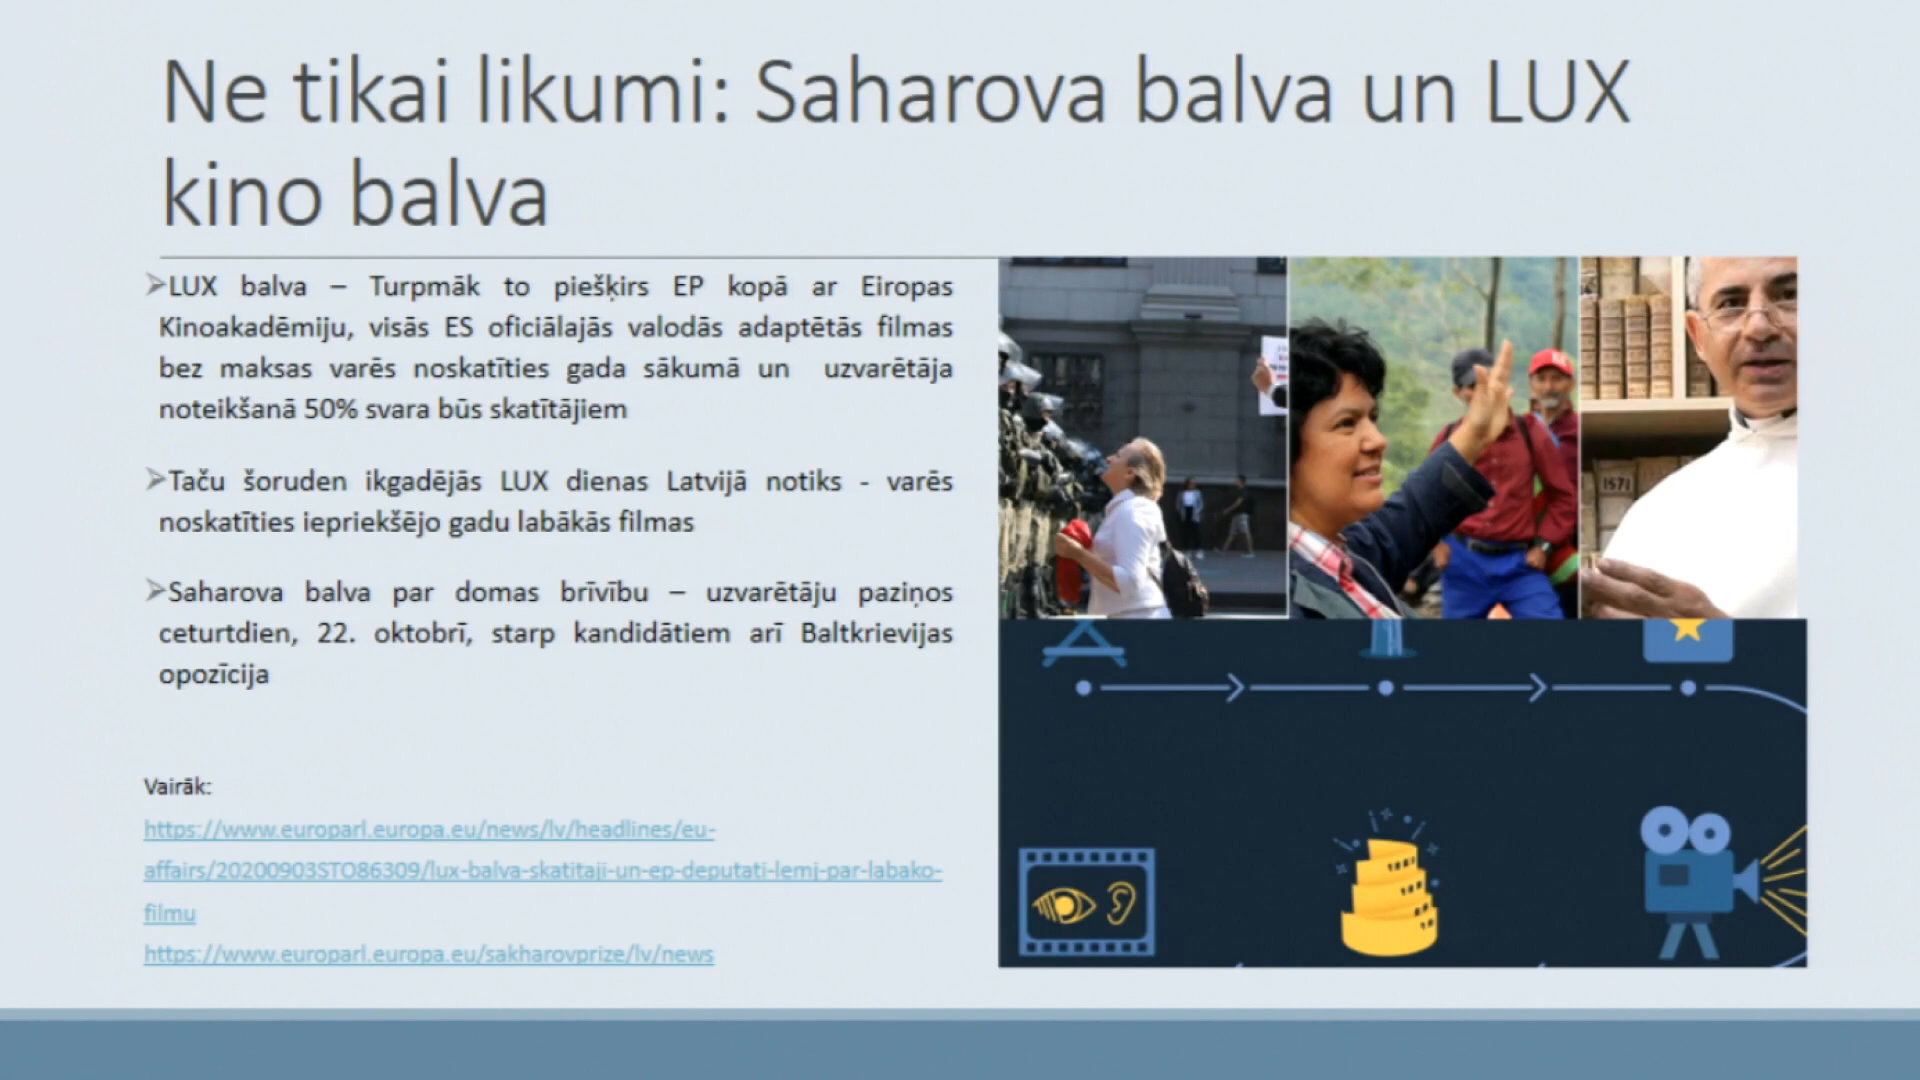 Ne tikai likumi: Saharova balva un LUX
kino balva
➢LUX balva – Turpmāk to piešķirs EP kopā ar Eiropas
Kinoakadēmiju, visās ES oficiālajās valodās adaptētās filmas
bez maksas varēs noskatīties gada sākumā un uzvarētāja
noteikšanā 50% svara būs skatītājiem
➢Taču šoruden ikgadējās LUX dienas Latvijā notiks - varēs
noskatīties iepriekšējo gadu labākās filmas
➢Saharova balva par domas brīvību – uzvarētāju paziņos
ceturtdien, 22. oktobrī, starp kandidātiem arī Baltkrievijas
opozīcija
Vairāk:
https://www.europarl.europa.eu/news/lv/headlines/eu-
affairs/20200903STO86309/lux-balva-skatitaji-un-ep-deputati-lemj-par-labako-
filmu
https://www.europarl.europa.eu/sakharovprize/lv/news
1571